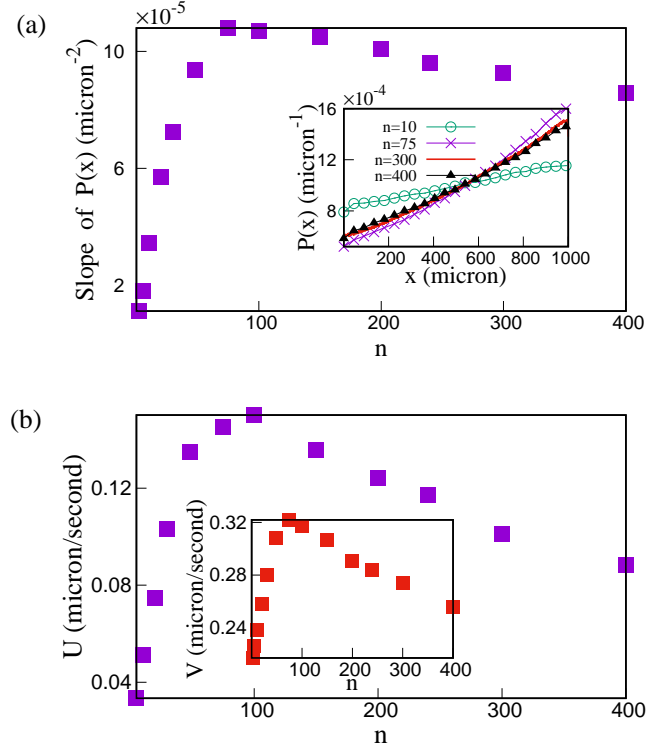 (a)
×10⁻⁵
10
6
2
Slope of P(x) (micron⁻²)
100
200
300
400
n
×10⁻⁴
16
12
8
P(x) (micron⁻¹)
n=10
n=75
n=300
n=400
200
400
600
800
1000
x (micron)
(b)
0.12
0.08
0.04
U (micron/second)
100
200
300
400
n
0.32
0.28
0.24
V (micron/second)
100
200
300
400
n